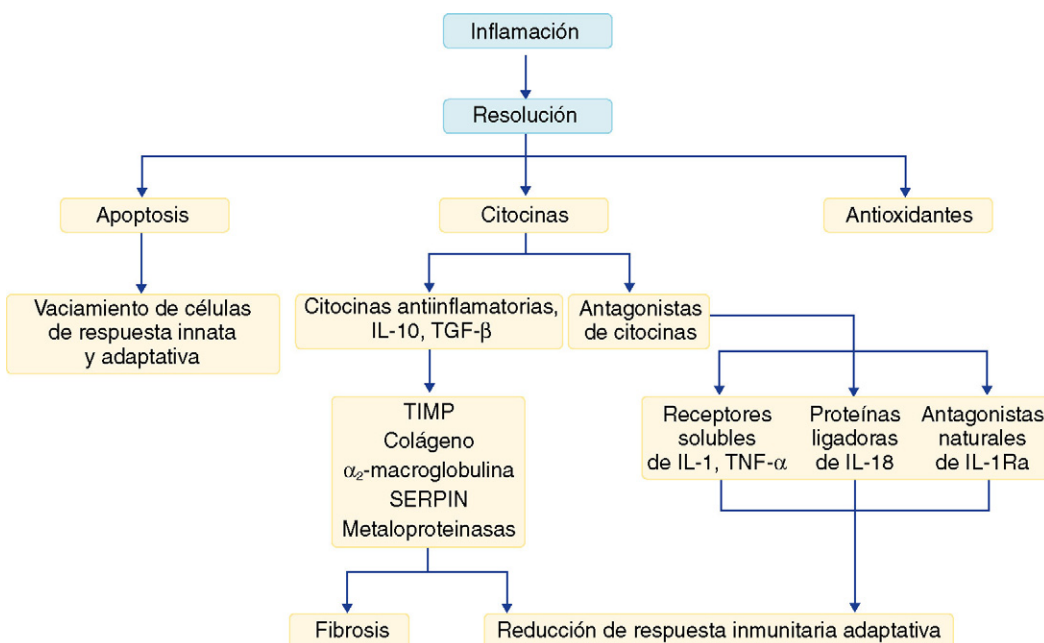 Inflamación
Resolución
Apoptosis
Citocinas
Antioxidantes
Vaciamiento de células
de respuesta innata
y adaptativa
Citocinas antiinflamatorias,
IL-10, TGF-β
Antagonistas
de citocinas
TIMP
Colágeno
α₂-macroglobulina
SERPIN
Metaloproteinasas
Receptores
solubles
de IL-1, TNF-α
Proteínas
ligadoras
de IL-18
Antagonistas
naturales
de IL-1Ra
Fibrosis
Reducción de respuesta inmunitaria adaptativa